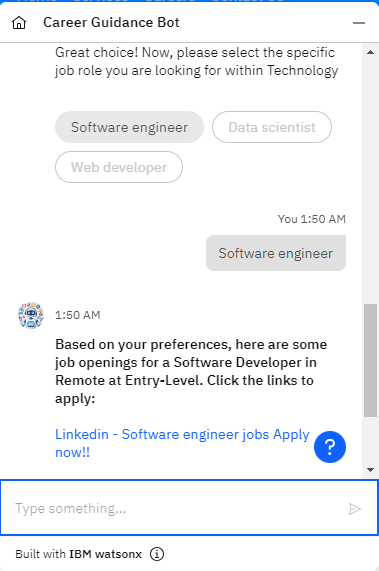 Career Guidance Bot
Great choice! Now, please select the specific
job role you are looking for within Technology
Software engineer
Data scientist
Web developer
You 1:50 AM
Software engineer
1:50 AM
Based on your preferences, here are some
job openings for a Software Developer in
Remote at Entry-Level. Click the links to
apply:
Linkedin - Software engineer jobs Apply
now!!
?
Type something...
Built with IBM watsonx